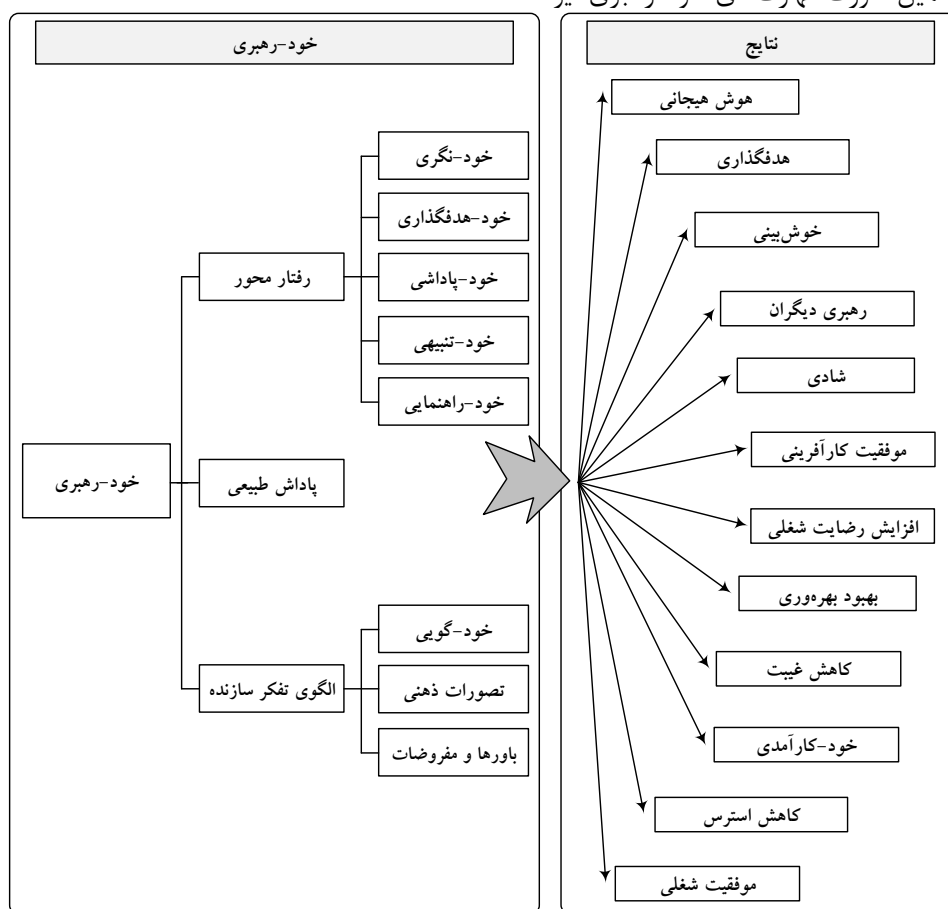 خود-رهبری
خود-رهبری
رفتار محور
خود-نگری
خود-هدفگذاری
خود-پاداشی
خود-تنبیهی
خود-راهنمایی
پاداش طبیعی
الگوی تفکر سازنده
خود-گویی
تصورات ذهنی
باورها و مفروضات
نتایج
هوش هیجانی
هدفگذاری
خوش‌بینی
رهبری دیگران
شادی
موفقیت کارآفرینی
افزایش رضایت شغلی
بهبود بهره‌وری
کاهش غیبت
خود-کارآمدی
کاهش استرس
موفقیت شغلی